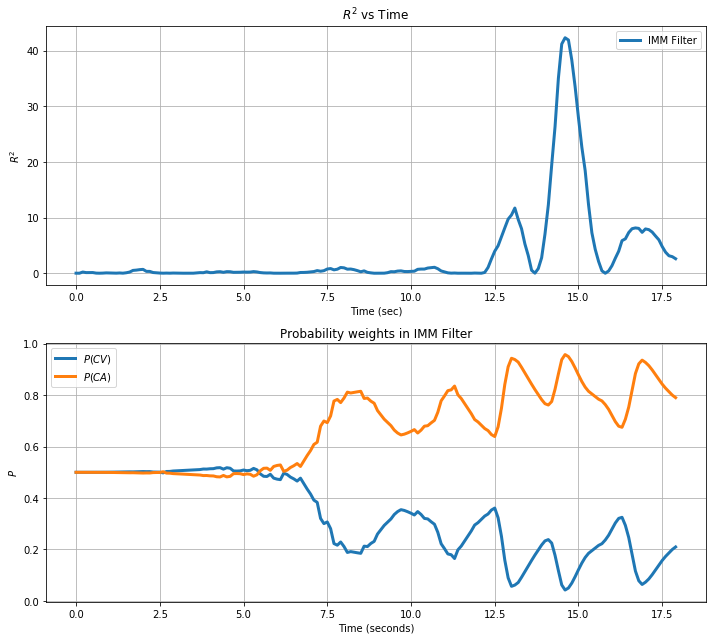 R² vs Time
IMM Filter
R²
40
30
20
10
0
0.0 2.5 5.0 7.5 10.0 12.5 15.0 17.5
Time (sec)
Probability weights in IMM Filter
P(CV)
P(CA)
P
1.0
0.8
0.6
0.4
0.2
0.0
0.0 2.5 5.0 7.5 10.0 12.5 15.0 17.5
Time (seconds)